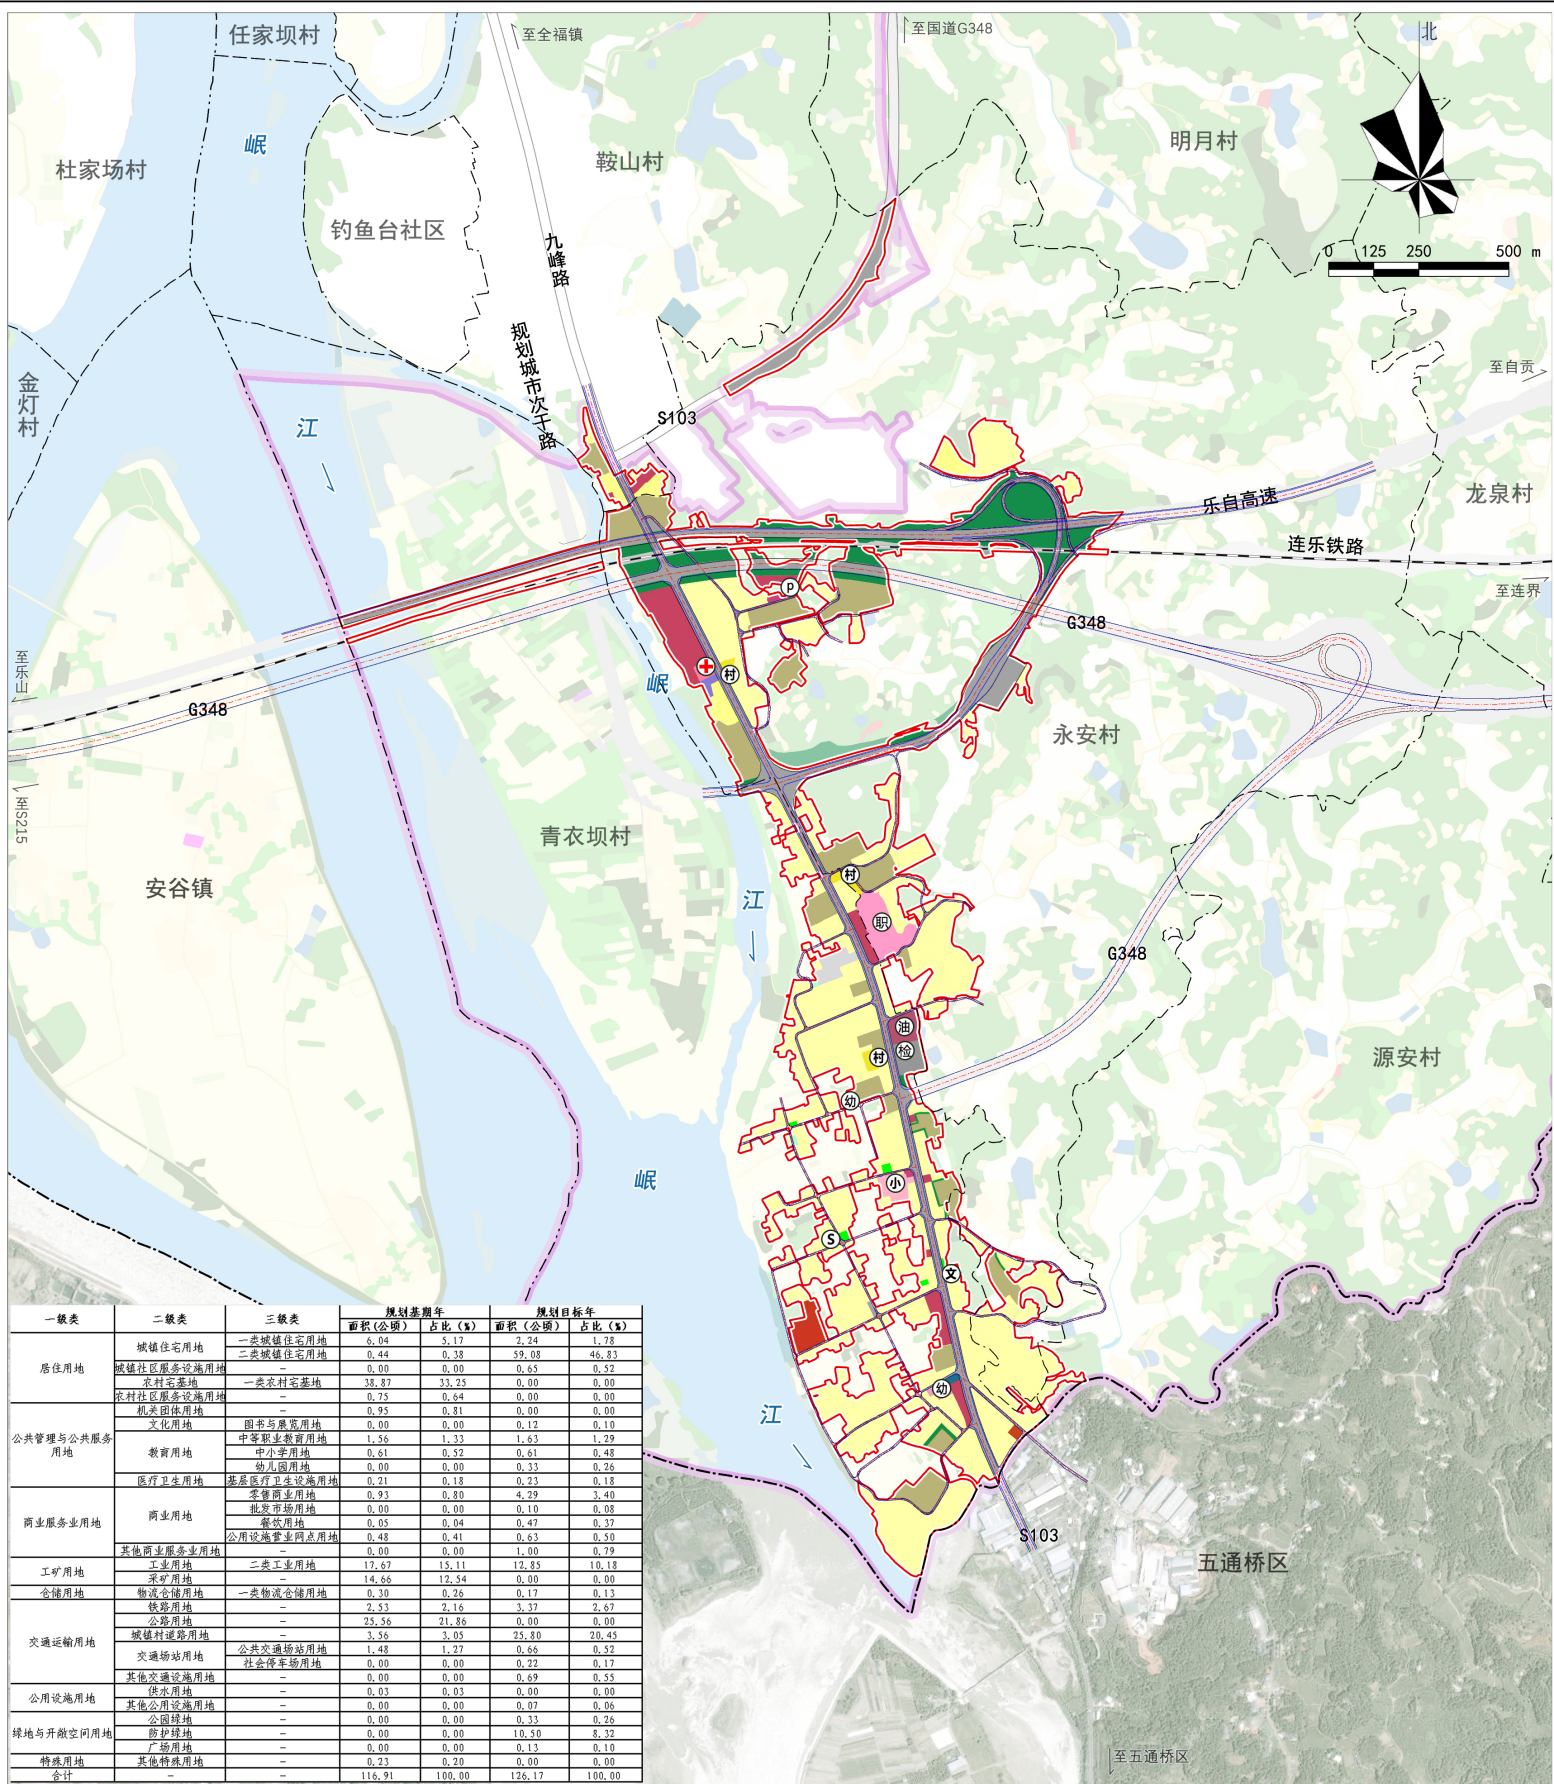 任家坝村
至全福镇
至国道G348
北
岷
杜家场村
鞍山村
明月村
钓鱼台社区
九峰路
0 125 250 500 m
规划城市次干路
金灯村
至自贡
江
S103
龙泉村
乐自高速
连乐铁路
P
至连界
G348
至乐山
村
岷
G348
永安村
至S215
青衣坝村
安谷镇
村
江
职
G348
油
检
村
源安村
幼
岷
小
S
文
幼
江
S103
五通桥区
至五通桥区
一级类 二级类 三级类 规划基期年 规划目标年
面积(公顷) 占比(%) 面积(公顷) 占比(%)
居住用地 城镇住宅用地 一类城镇住宅用地 6.04 5.17 2.24 1.78
二类城镇住宅用地 0.44 0.38 59.08 46.83
城镇社区服务设施用地 - 0.00 0.00 0.65 0.52
农村宅基地 一类农村宅基地 38.87 33.25 0.00 0.00
农村社区服务设施用地 - 0.75 0.64 0.00 0.00
公共管理与公共服务用地 机关团体用地 - 0.95 0.81 0.00 0.00
文化用地 图书与展览用地 0.00 0.00 0.12 0.10
教育用地 中等职业教育用地 1.56 1.33 1.63 1.29
中小学用地 0.61 0.52 0.61 0.48
幼儿园用地 0.00 0.00 0.33 0.26
医疗卫生用地 基层医疗卫生设施用地 0.21 0.18 0.23 0.18
商业服务业用地 商业用地 零售商业用地 0.93 0.80 4.29 3.40
批发市场用地 0.00 0.00 0.10 0.08
餐饮用地 0.05 0.04 0.47 0.37
公用设施营业网点用地 0.48 0.41 0.63 0.50
其他商业服务业用地 - 0.00 0.00 1.00 0.79
工矿用地 工业用地 二类工业用地 17.67 15.11 12.85 10.18
采矿用地 - 14.66 12.54 0.00 0.00
仓储用地 物流仓储用地 一类物流仓储用地 0.30 0.26 0.17 0.13
交通运输用地 铁路用地 - 2.53 2.16 3.37 2.67
公路用地 - 25.56 21.86 0.00 0.00
城镇村道路用地 - 3.56 3.05 25.80 20.45
交通场站用地 公共交通场站用地 1.48 1.27 0.66 0.52
社会停车场用地 0.00 0.00 0.22 0.17
其他交通设施用地 - 0.00 0.00 0.69 0.55
公用设施用地 供水用地 - 0.03 0.03 0.00 0.00
其他公用设施用地 - 0.00 0.00 0.07 0.06
绿地与开敞空间用地 公园绿地 - 0.00 0.00 0.33 0.26
防护绿地 - 0.00 0.00 10.50 8.32
广场用地 - 0.00 0.00 0.13 0.10
特殊用地 其他特殊用地 - 0.23 0.20 0.00 0.00
合计 - - 116.91 100.00 126.17 100.00